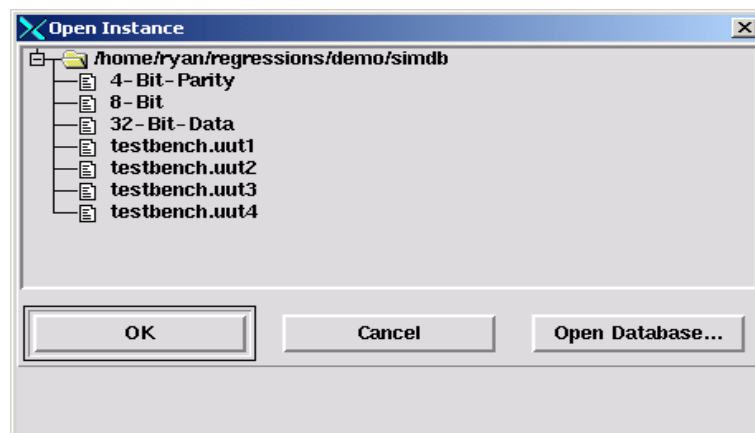 Open Instance
/home/ryan/regressions/demo/simdb
4-Bit-Parity
8-Bit
32-Bit-Data
testbench.uut1
testbench.uut2
testbench.uut3
testbench.uut4
OK Cancel Open Database...